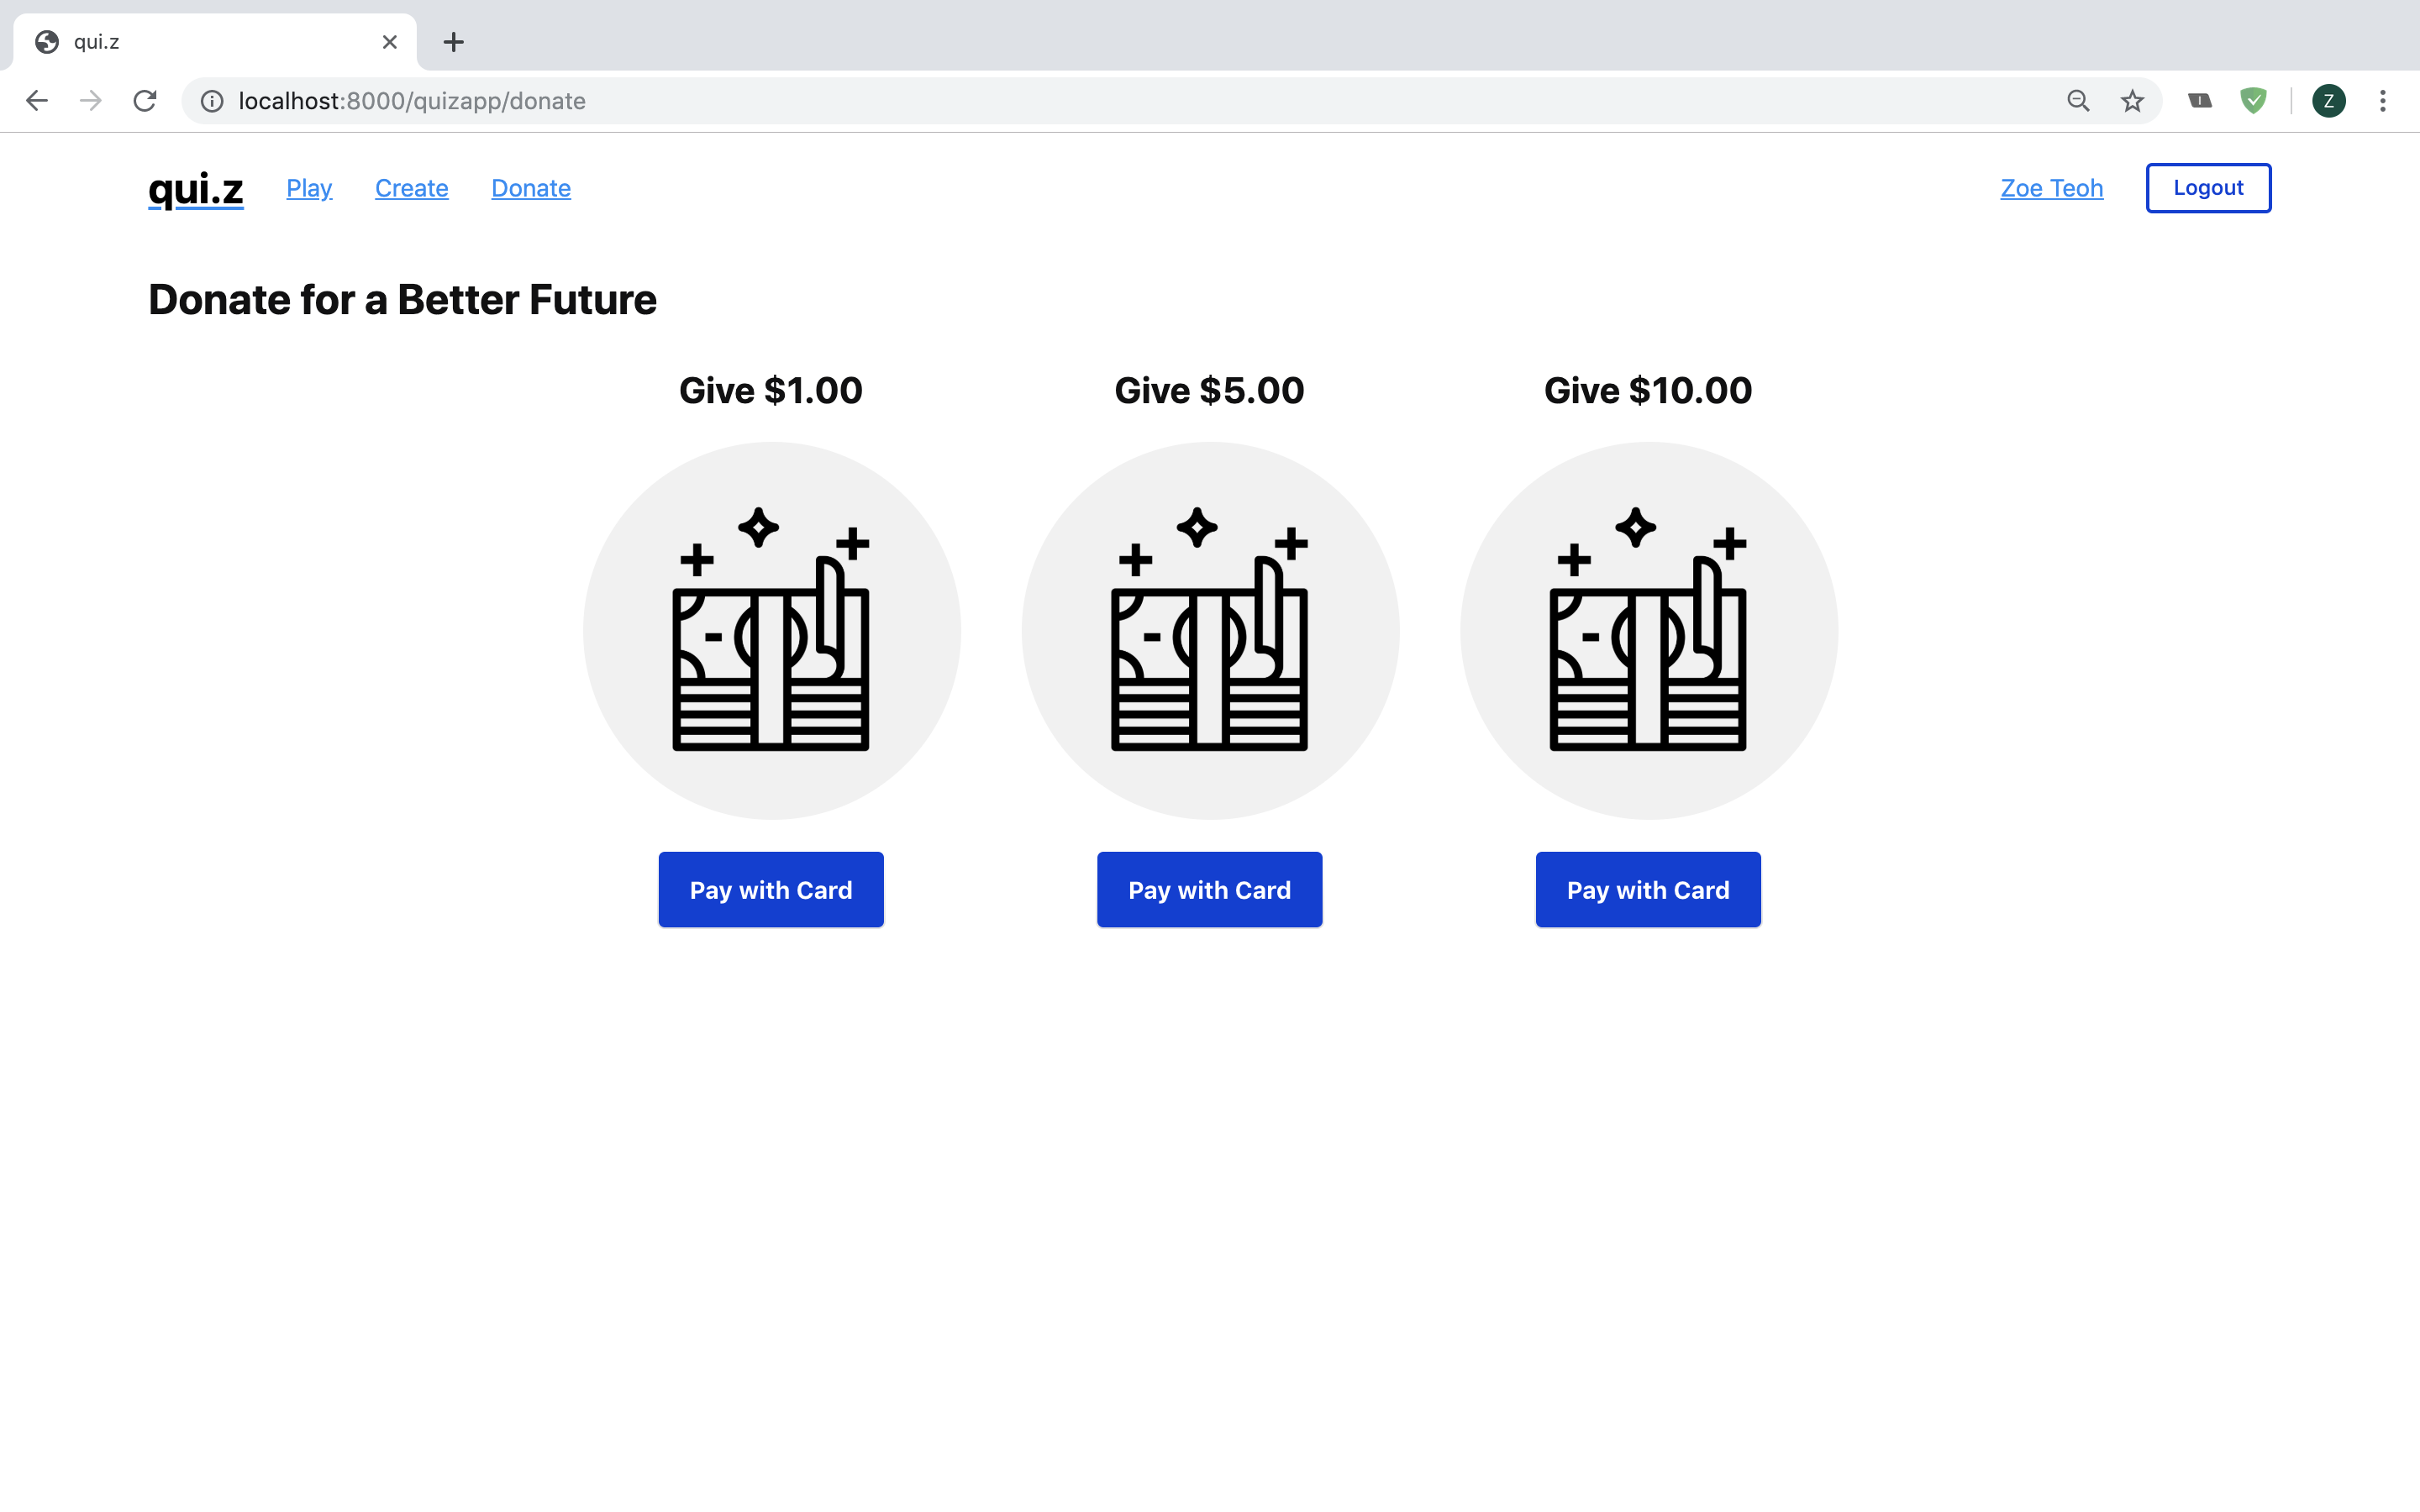 qui.z
localhost:8000/quizapp/donate
Z
qui.z Play Create Donate Zoe Teoh Logout
Donate for a Better Future
Give $1.00 Give $5.00 Give $10.00
Pay with Card Pay with Card Pay with Card